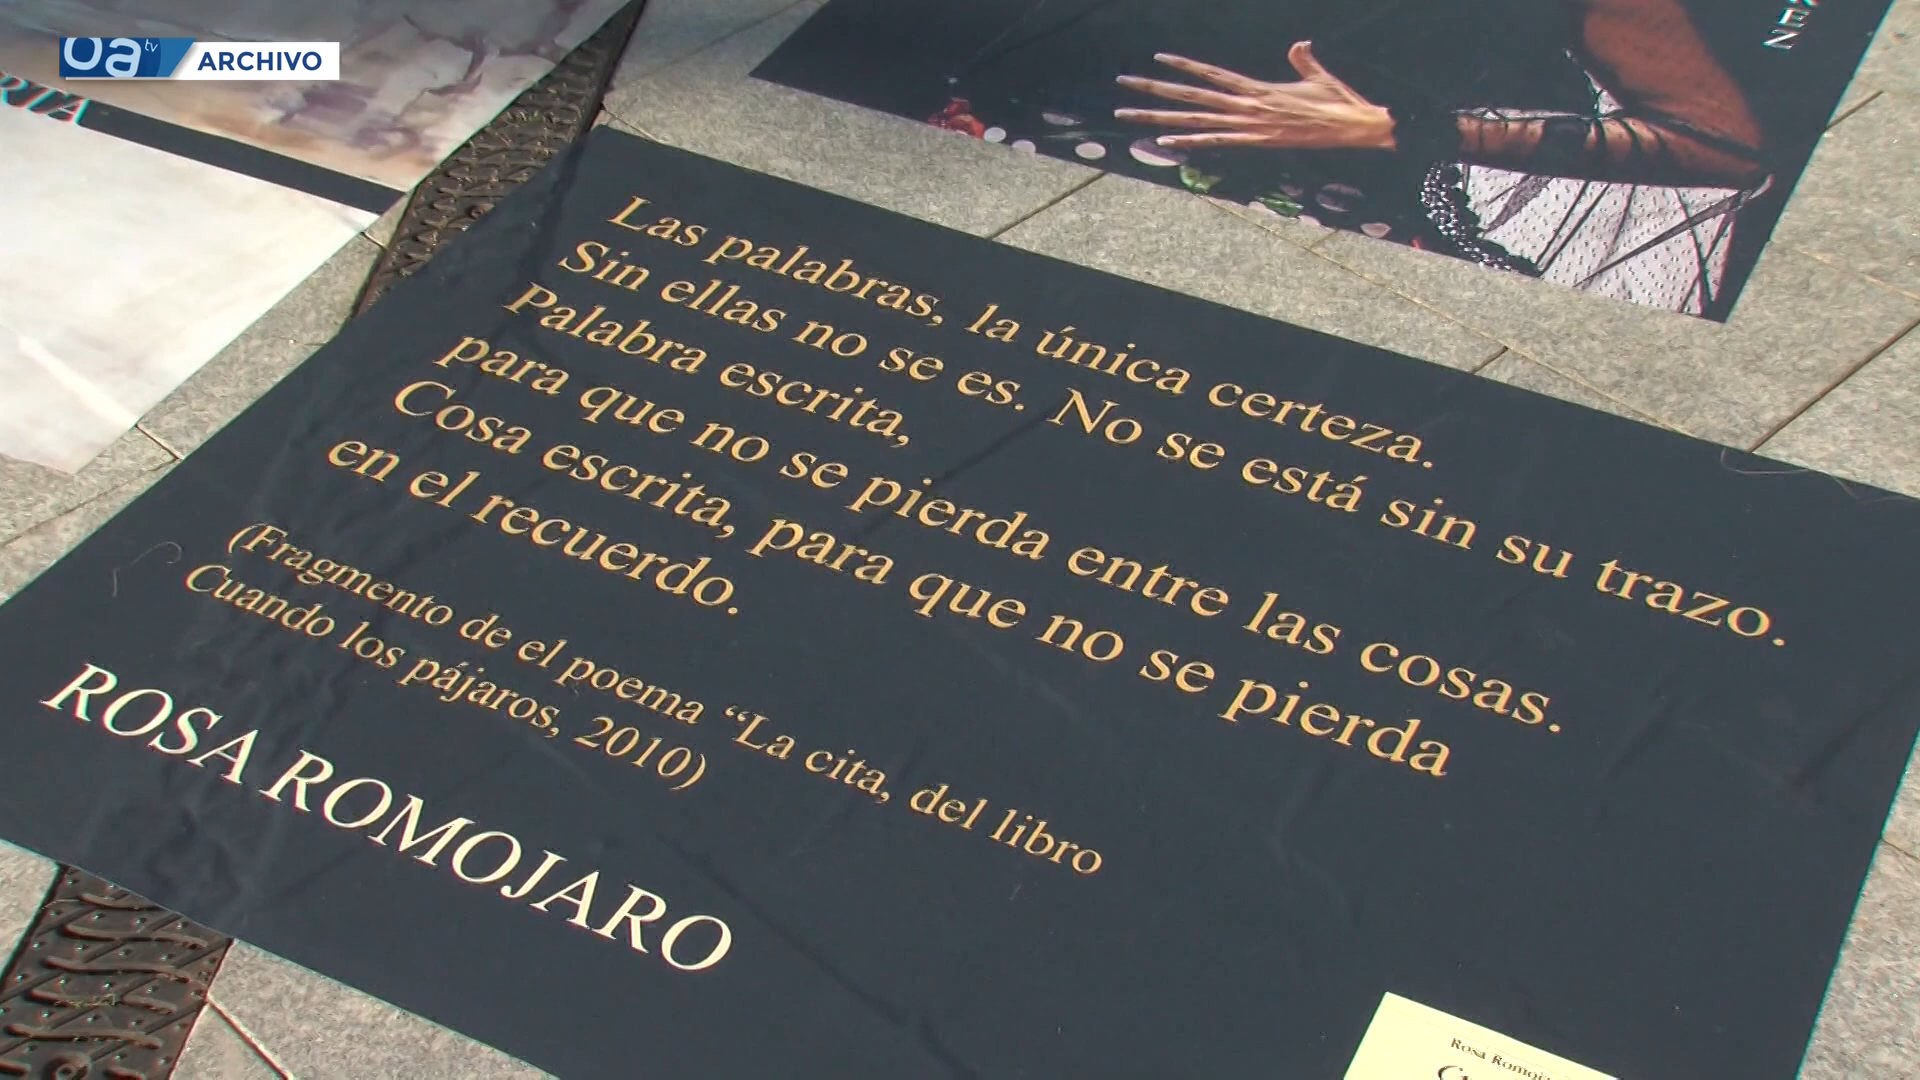 oa tv ARCHIVO
Las palabras, la única certeza.
Sin ellas no se es. No se está sin su trazo.
Palabra escrita,
para que no se pierda entre las cosas.
Cosa escrita, para que no se pierda
en el recuerdo.
(Fragmento de el poema “La cita, del libro
Cuando los pájaros, 2010)
ROSA ROMOJARO
Rosa